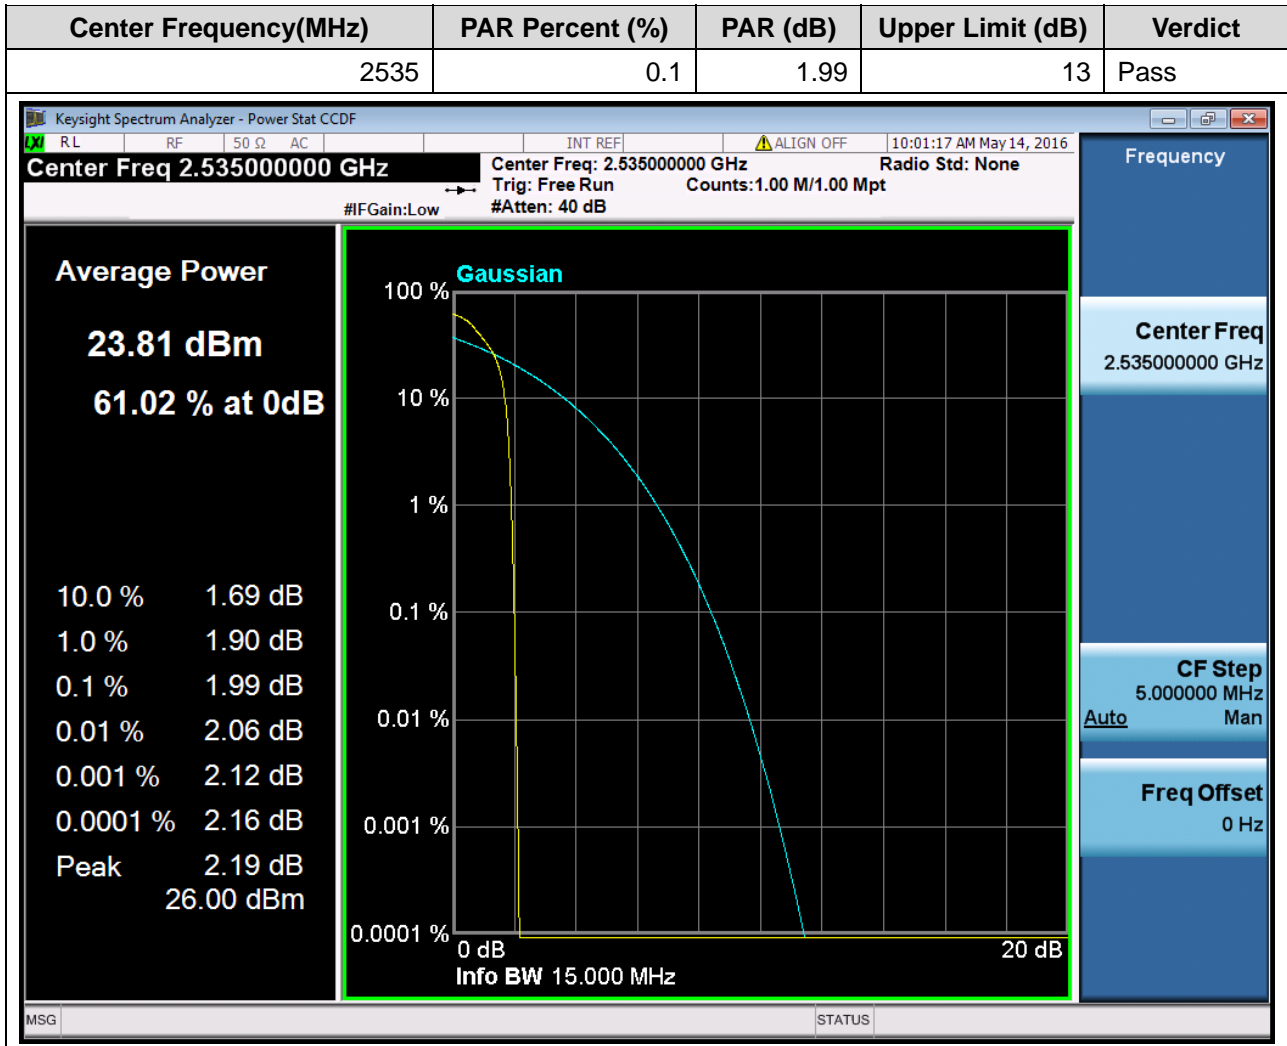 Center Frequency(MHz) PAR Percent (%) PAR (dB) Upper Limit (dB) Verdict
2535 0.1 1.99 13 Pass
Keysight Spectrum Analyzer - Power Stat CCDF
LXI RL RF 50 Ω AC INT REF ALIGN OFF 10:01:17 AM May 14, 2016
Center Freq 2.535000000 GHz
Center Freq: 2.535000000 GHz Radio Std: None
Trig: Free Run Counts:1.00 M/1.00 Mpt
#IFGain:Low #Atten: 40 dB
Frequency
Average Power
23.81 dBm
61.02 % at 0dB
10.0 % 1.69 dB
1.0 % 1.90 dB
0.1 % 1.99 dB
0.01 % 2.06 dB
0.001 % 2.12 dB
0.0001 % 2.16 dB
Peak 2.19 dB
26.00 dBm
Gaussian
100 %
10 %
1 %
0.1 %
0.01 %
0.001 %
0.0001 %
0 dB 20 dB
Info BW 15.000 MHz
Center Freq
2.535000000 GHz
CF Step
5.000000 MHz
Auto Man
Freq Offset
0 Hz
MSG STATUS